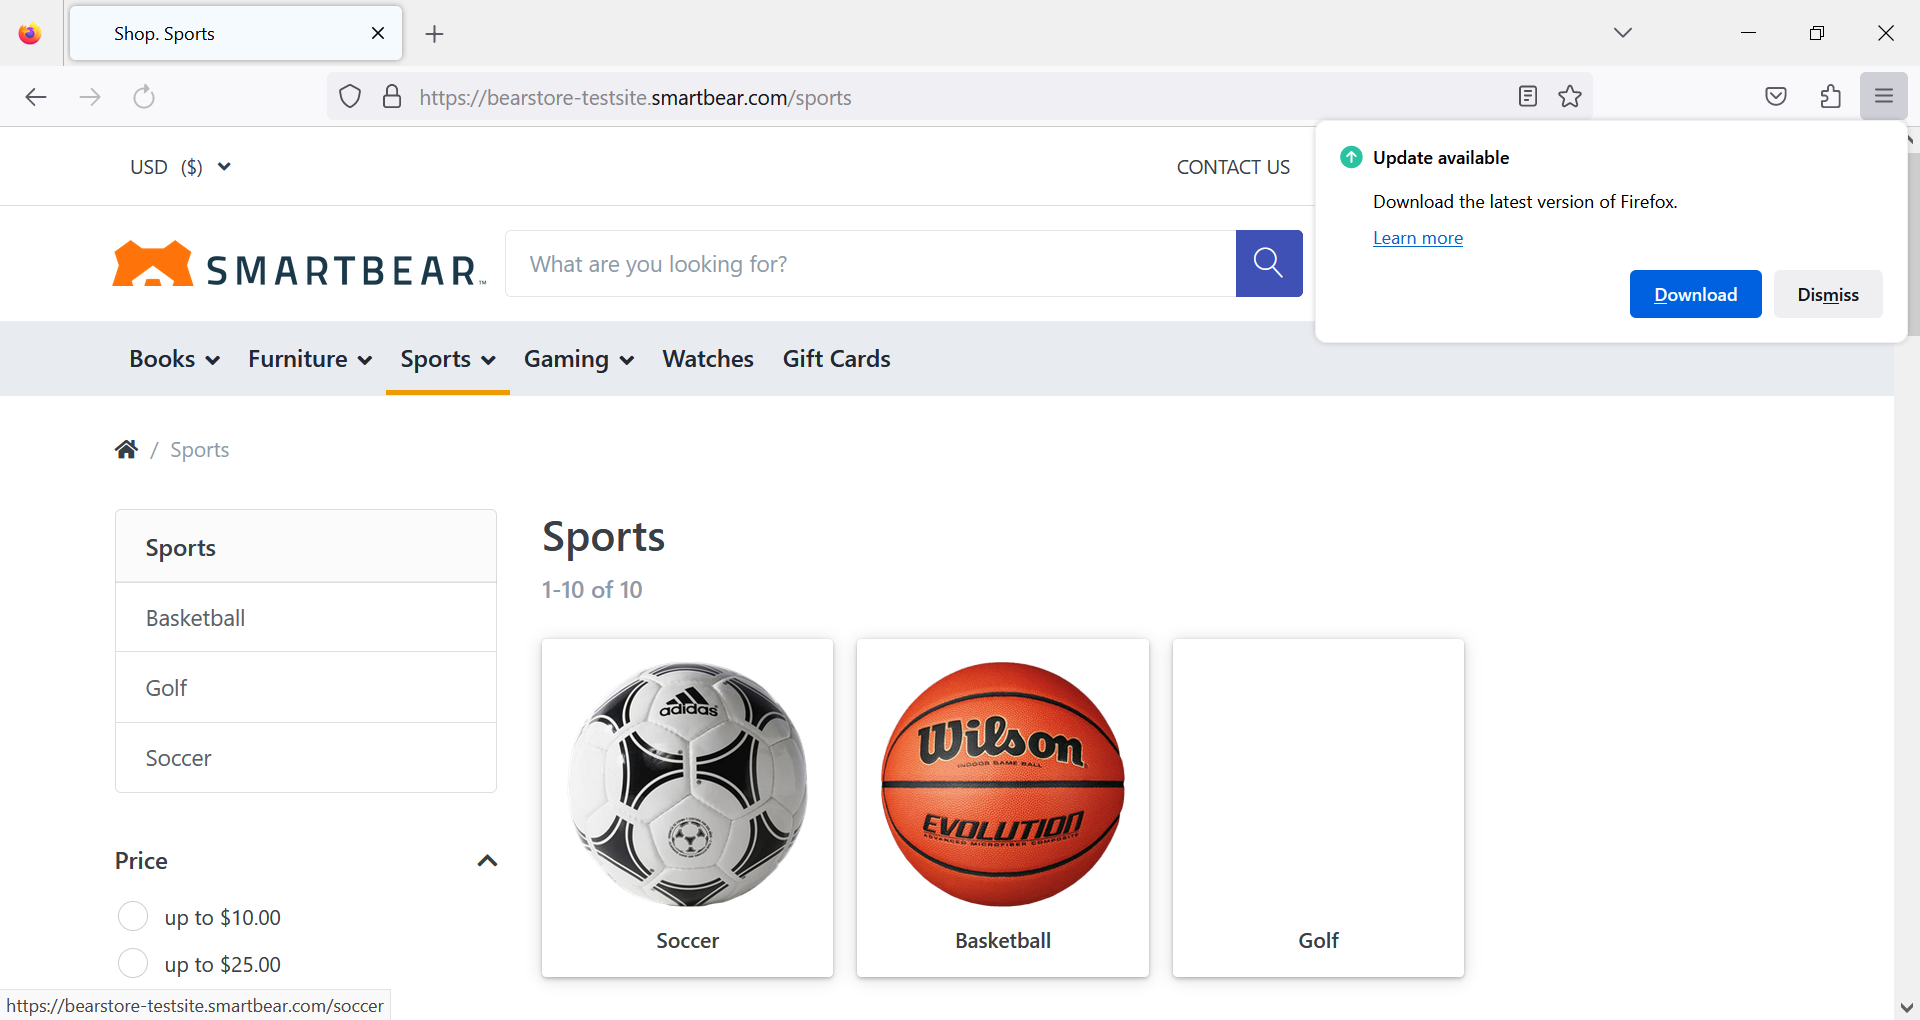 Shop. Sports
https://bearstore-testsite.smartbear.com/sports
USD ($)
CONTACT US
Update available
Download the latest version of Firefox.
Learn more
Download
Dismiss
SMARTBEAR™
What are you looking for?
Books
Furniture
Sports
Gaming
Watches
Gift Cards
/ Sports
Sports
Basketball
Golf
Soccer
Price
up to $10.00
up to $25.00
Sports
1-10 of 10
adidas
Wilson
INDOOR GAME BALL
EVOLUTION
ADVANCED MICROFIBER COMPOSITE
Soccer
Basketball
Golf
https://bearstore-testsite.smartbear.com/soccer